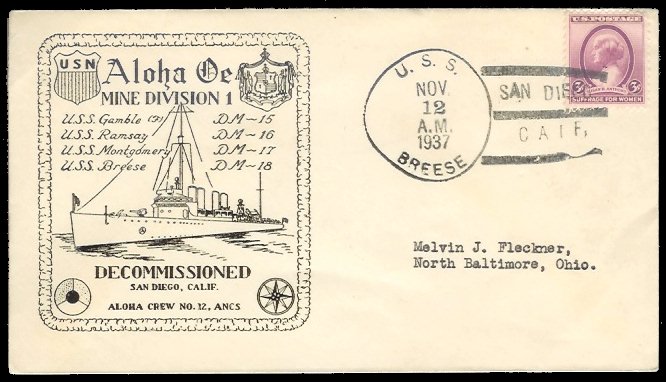 USN
Aloha Oe
MINE DIVISION 1
U.S.S. Gamble (F) DM-15
U.S.S. Ramsay DM-16
U.S.S. Montgomery DM-17
U.S.S. Breese DM-18
DECOMMISSIONED
SAN DIEGO, CALIF.
ALOHA CREW NO. 12, ANCS
U. S. S.
NOV.
12
A.M.
1937
BREESE
SAN DIE
CAIF,
U.S. POSTAGE
3¢ 3¢
SUSAN B. ANTHONY
SUFFRAGE FOR WOMEN
Melvin J. Fleckner,
North Baltimore, Ohio.